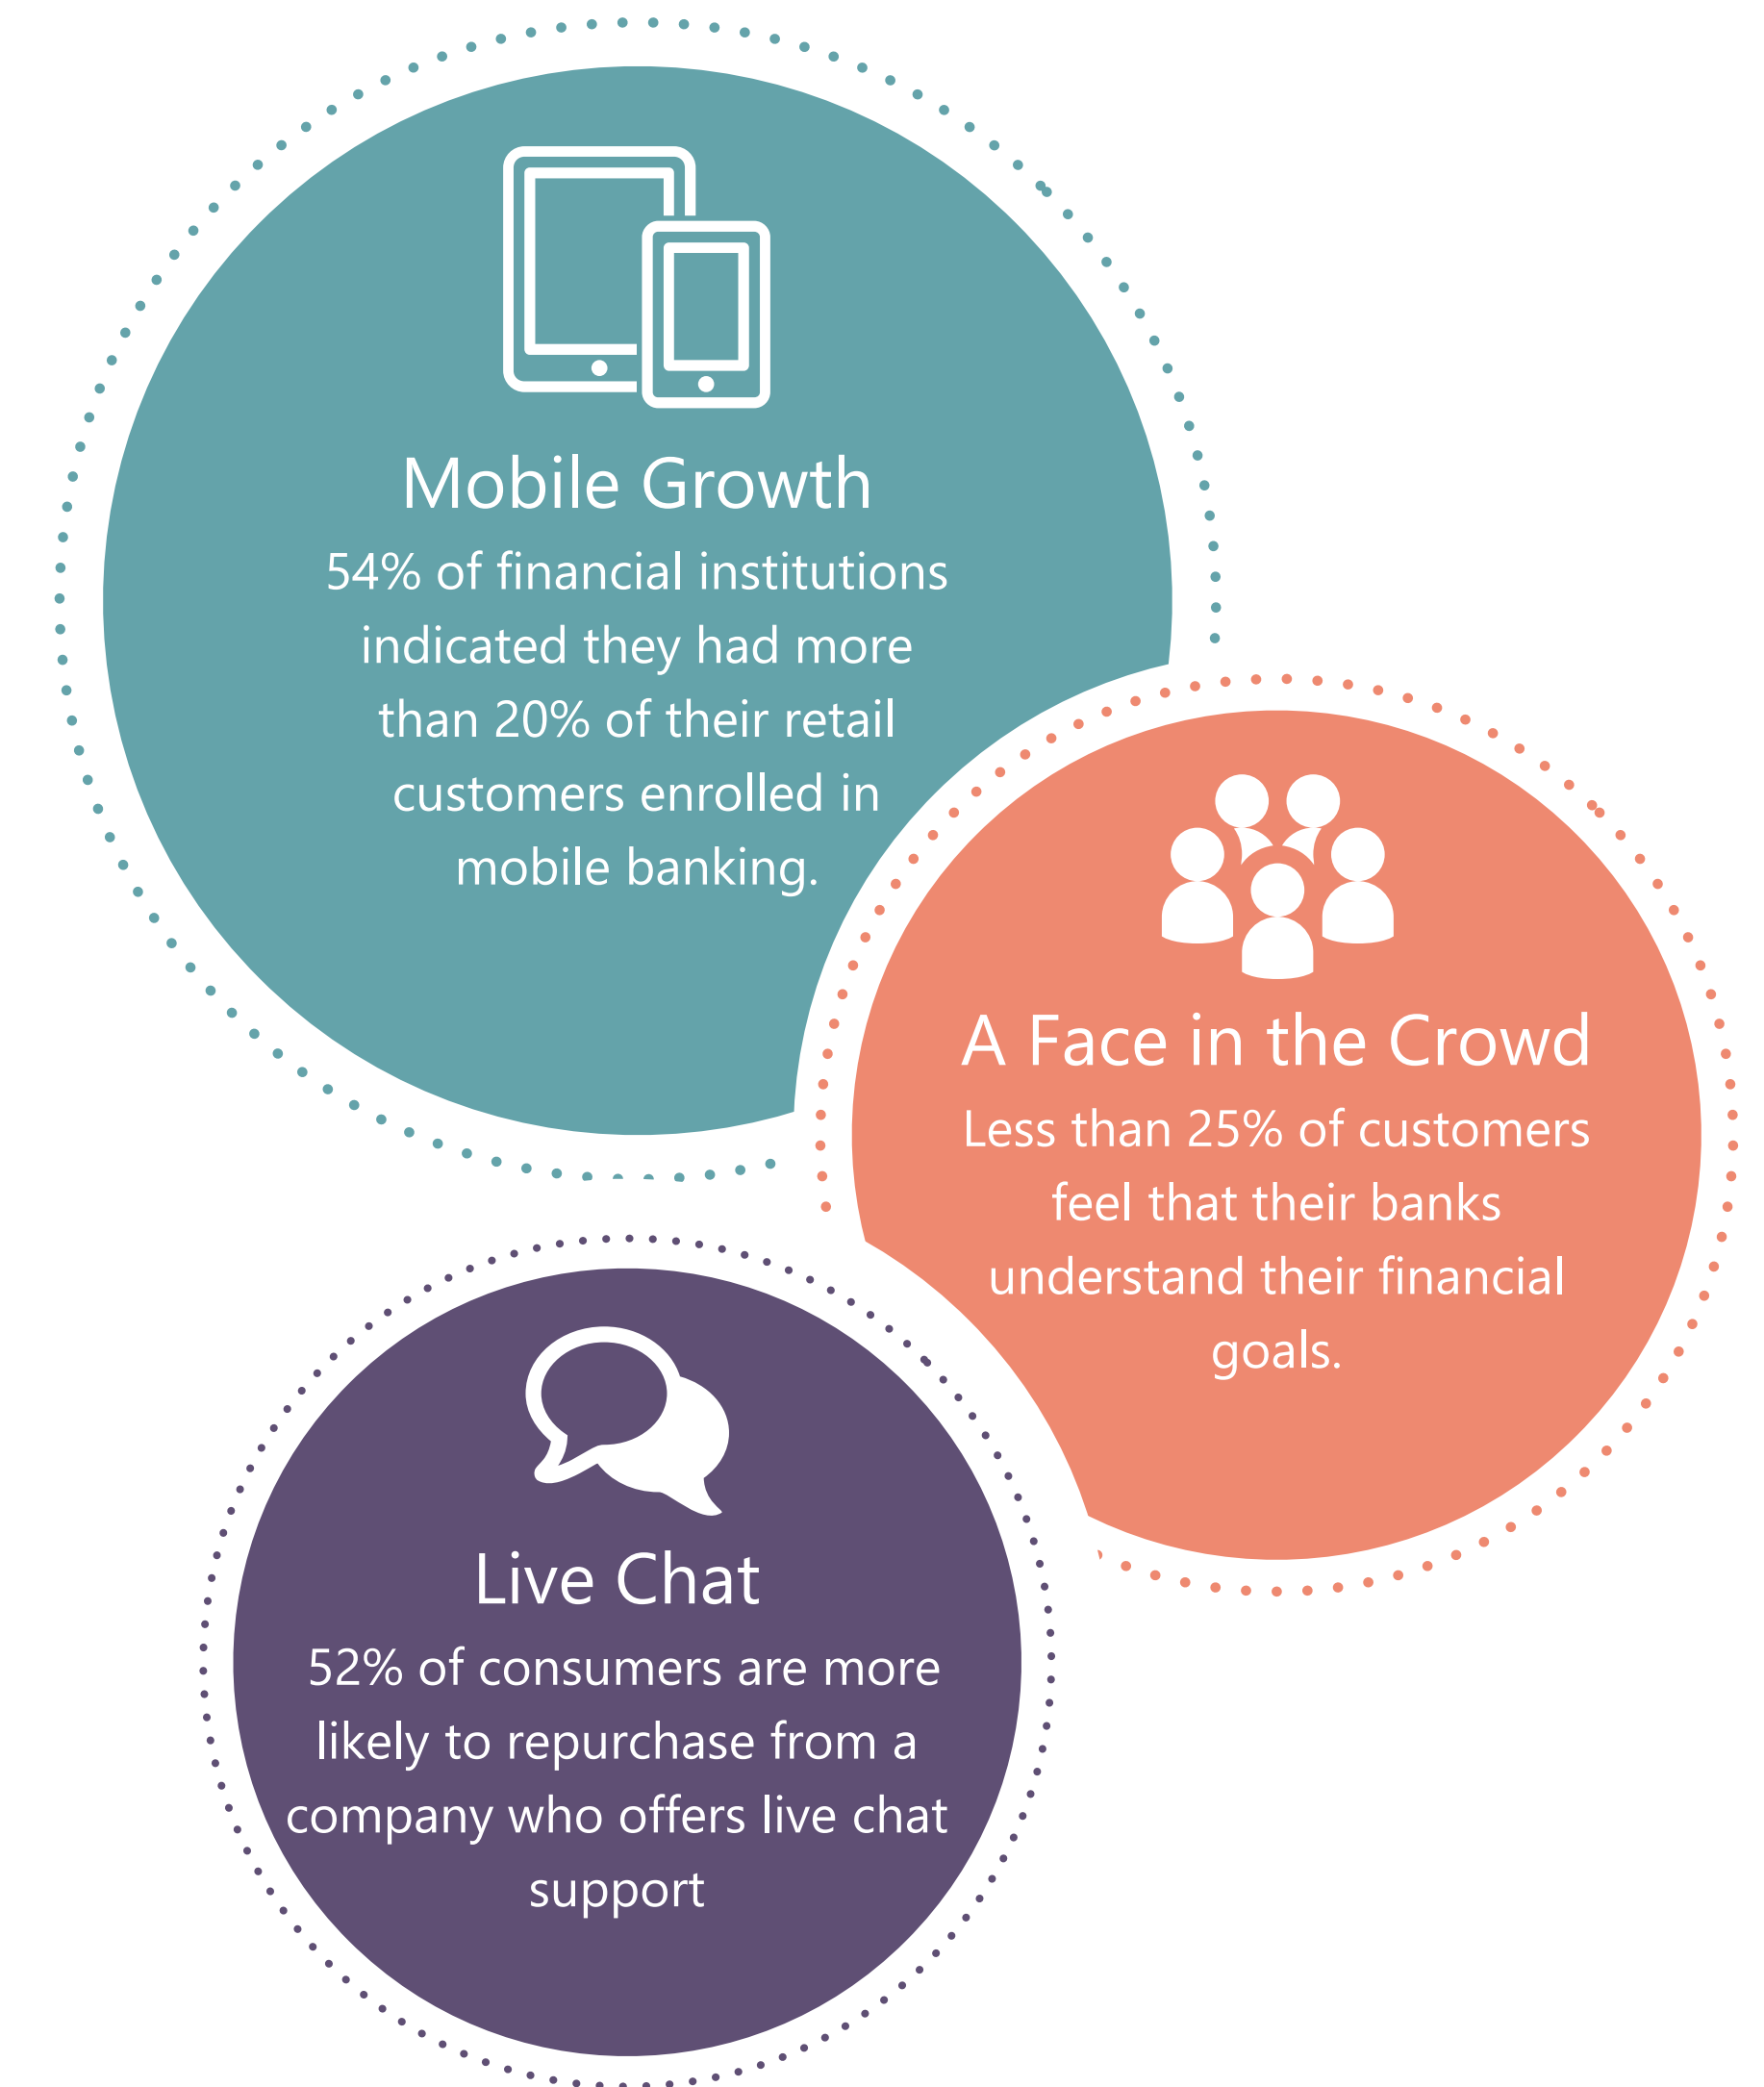 Mobile Growth
54% of financial institutions
indicated they had more
than 20% of their retail
customers enrolled in
mobile banking.
A Face in the Crowd
Less than 25% of customers
feel that their banks
understand their financial
goals.
Live Chat
52% of consumers are more
likely to repurchase from a
company who offers live chat
support